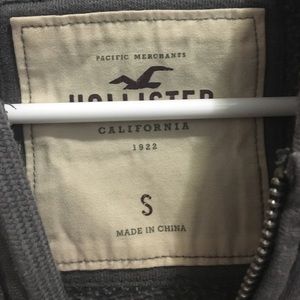 PACIFIC MERCHANTS
HOLLISTER
CALIFORNIA
1922
S
MADE IN CHINA